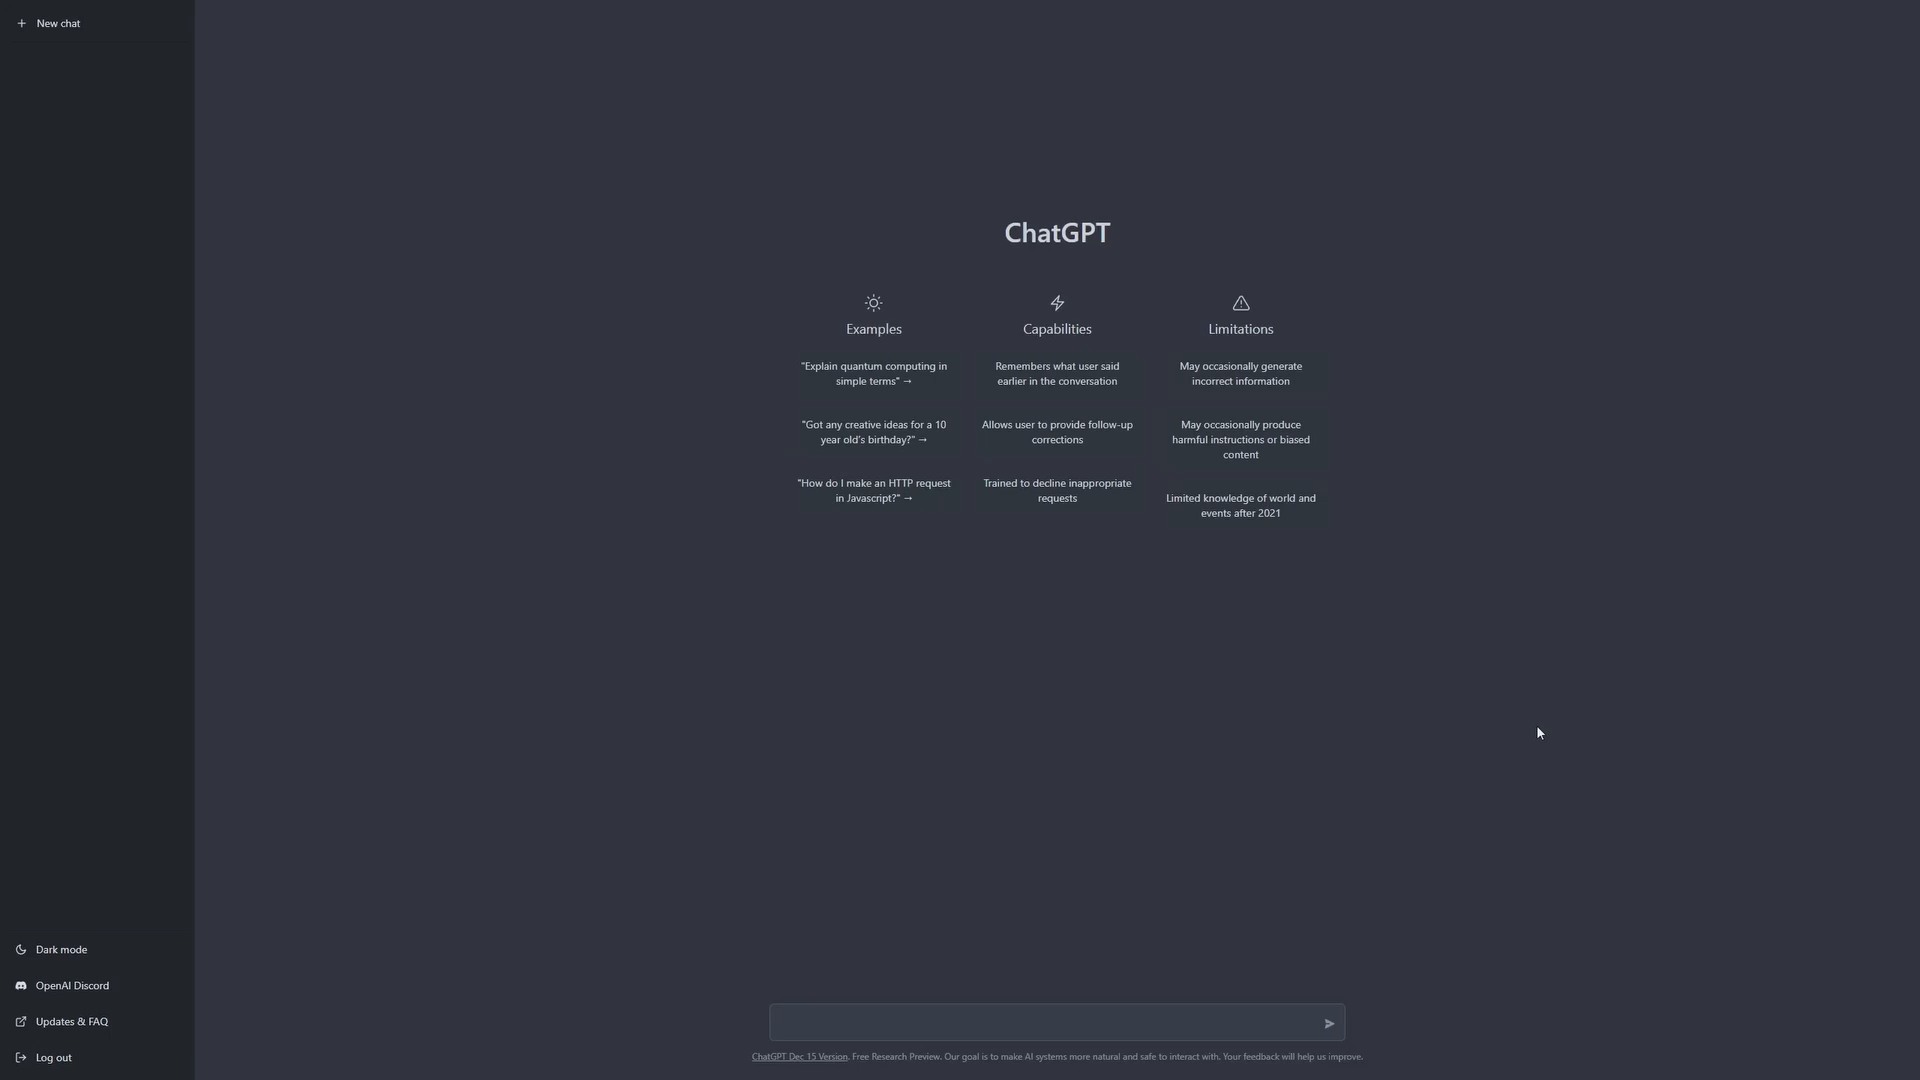 New chat
ChatGPT
Examples
"Explain quantum computing in
simple terms" →
"Got any creative ideas for a 10
year old's birthday?" →
"How do I make an HTTP request
in Javascript?" →
Capabilities
Remembers what user said
earlier in the conversation
Allows user to provide follow-up
corrections
Trained to decline inappropriate
requests
Limitations
May occasionally generate
incorrect information
May occasionally produce
harmful instructions or biased
content
Limited knowledge of world and
events after 2021
Dark mode
OpenAI Discord
Updates & FAQ
Log out
ChatGPT Dec 15 Version. Free Research Preview. Our goal is to make AI systems more natural and safe to interact with. Your feedback will help us improve.